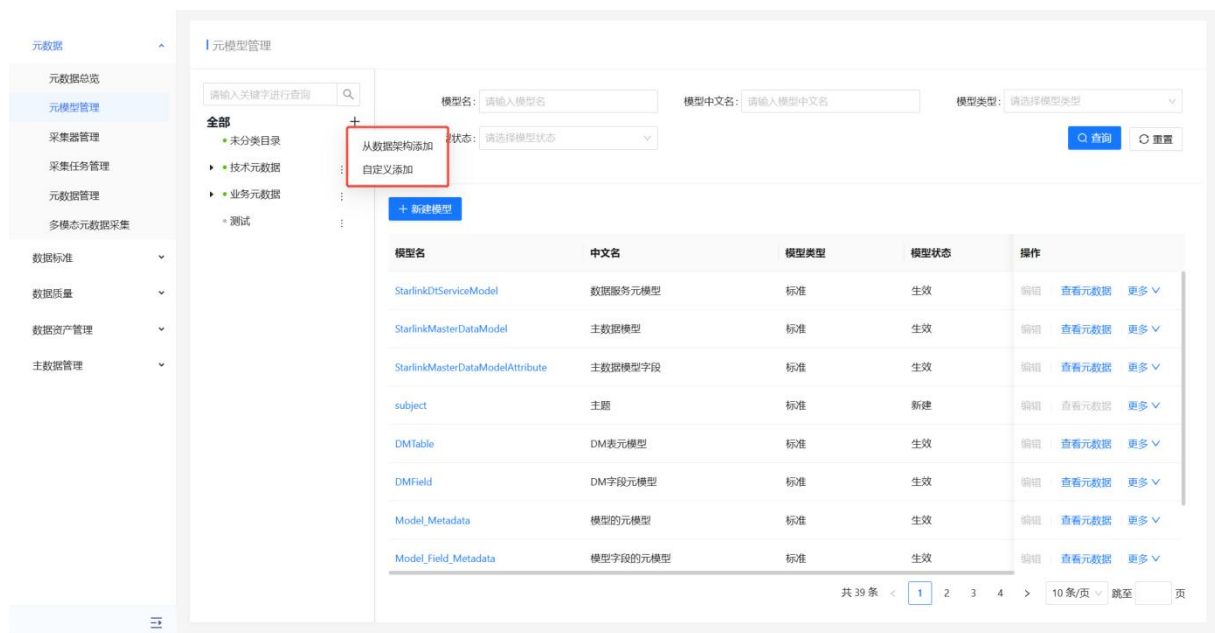 元数据
元数据总览
元模型管理
采集器管理
采集任务管理
元数据管理
多模态元数据采集
数据标准
数据质量
数据资产管理
主数据管理
元模型管理
请输入关键字进行查询
全部
未分类目录
技术元数据
业务元数据
测试
从数据架构添加
自定义添加
模型名: 请输入模型名 模型中文名: 请输入模型中文名 模型类型: 请选择模型类型
状态: 请选择模型状态 查询 重置
+ 新建模型
模型名 中文名 模型类型 模型状态 操作
StarlinkDtServiceModel 数据服务元模型 标准 生效 编辑 查看元数据 更多
StarlinkMasterDataModel 主数据模型 标准 生效 编辑 查看元数据 更多
StarlinkMasterDataModelAttribute 主数据模型字段 标准 生效 编辑 查看元数据 更多
subject 主题 标准 新建 编辑 查看元数据 更多
DMTable DM表元模型 标准 生效 编辑 查看元数据 更多
DMField DM字段元模型 标准 生效 编辑 查看元数据 更多
Model_Metadata 模型的元模型 标准 生效 编辑 查看元数据 更多
Model_Field_Metadata 模型字段的元模型 标准 生效 编辑 查看元数据 更多
共 39 条 < 1 2 3 4 > 10 条/页 跳至 页